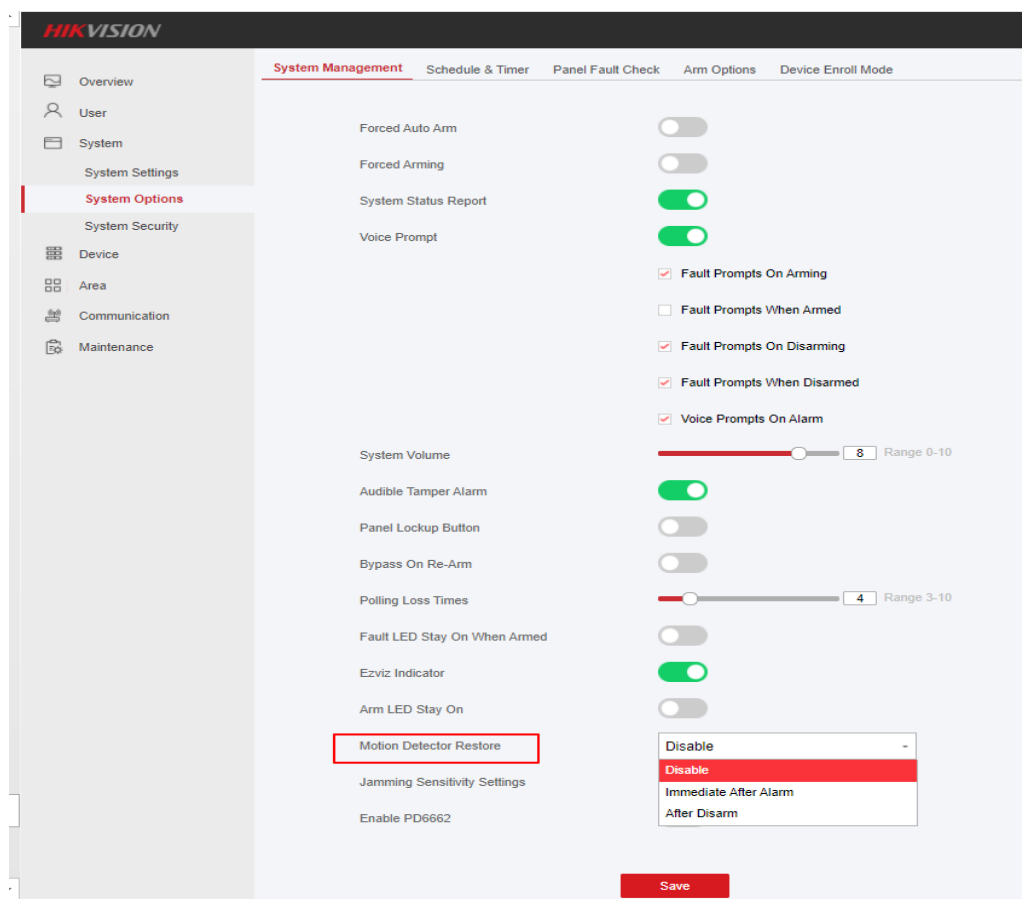 HIKVISION
System Management Schedule & Timer Panel Fault Check Arm Options Device Enroll Mode
Overview
User
System
System Settings
System Options
System Security
Device
Area
Communication
Maintenance
Forced Auto Arm
Forced Arming
System Status Report
Voice Prompt
Fault Prompts On Arming
Fault Prompts When Armed
Fault Prompts On Disarming
Fault Prompts When Disarmed
Voice Prompts On Alarm
System Volume 8 Range 0-10
Audible Tamper Alarm
Panel Lockup Button
Bypass On Re-Arm
Polling Loss Times 4 Range 3-10
Fault LED Stay On When Armed
Ezviz Indicator
Arm LED Stay On
Motion Detector Restore Disable
Disable
Jamming Sensitivity Settings Immediate After Alarm
After Disarm
Enable PD6662
Save